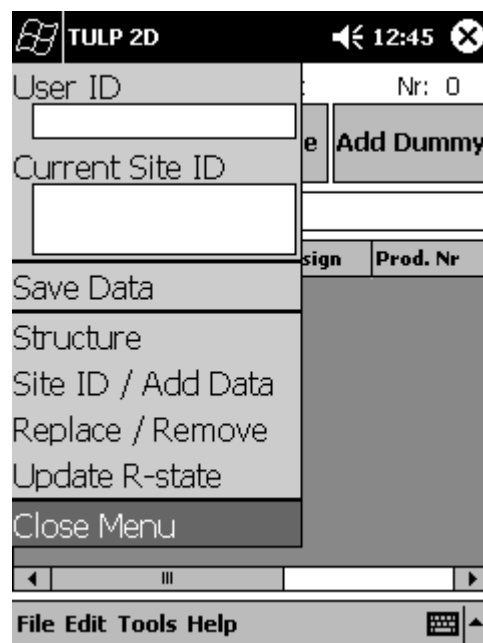 TULP 2D 12:45
User ID
: Nr: 0
e Add Dummy
Current Site ID
sign Prod. Nr
Save Data
Structure
Site ID / Add Data
Replace / Remove
Update R-state
Close Menu
File Edit Tools Help